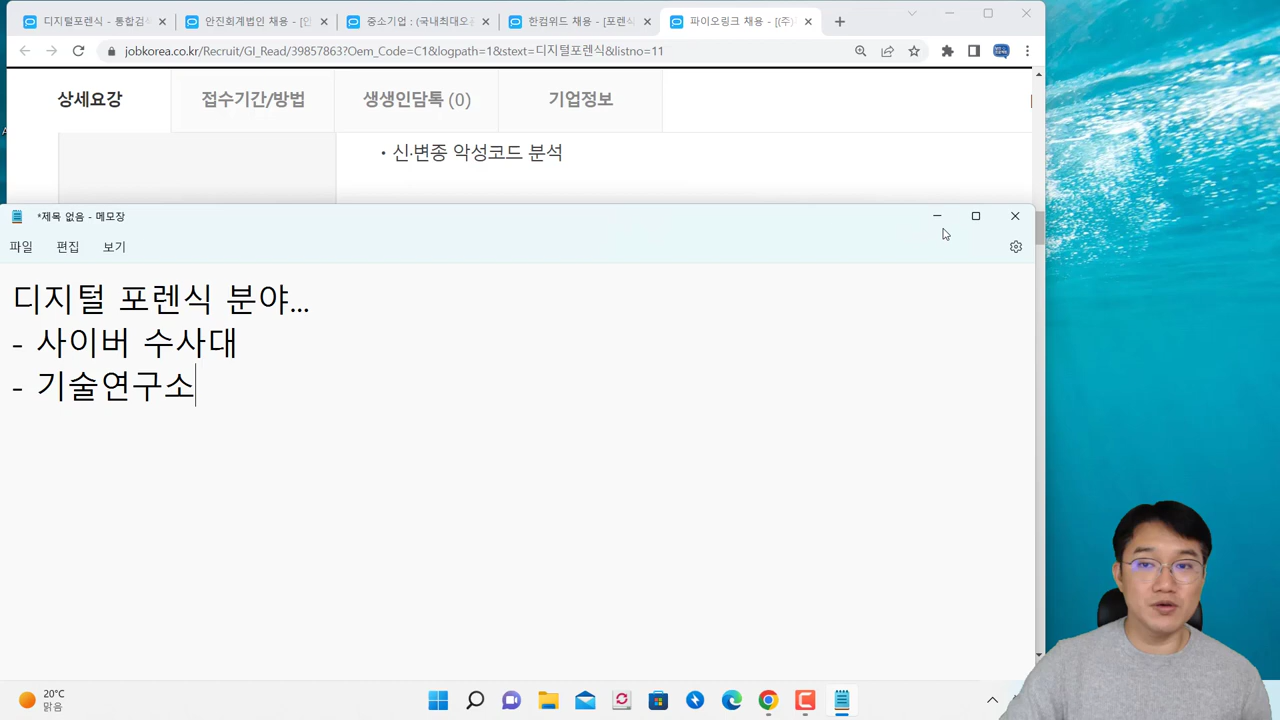 디지털포렌식 - 통합검색
안진회계법인 채용 - [안
중소기업 : (국내최대오픈
한컴위드 채용 - [포렌식
파이오링크 채용 - [(주)
jobkorea.co.kr/Recruit/GI_Read/39857863?Oem_Code=C1&logpath=1&stext=디지털포렌식&listno=11
상세요강
접수기간/방법
생생인담톡 (0)
기업정보
• 신·변종 악성코드 분석
*제목 없음 - 메모장
파일
편집
보기
디지털 포렌식 분야...
- 사이버 수사대
- 기술연구소
20°C
맑음